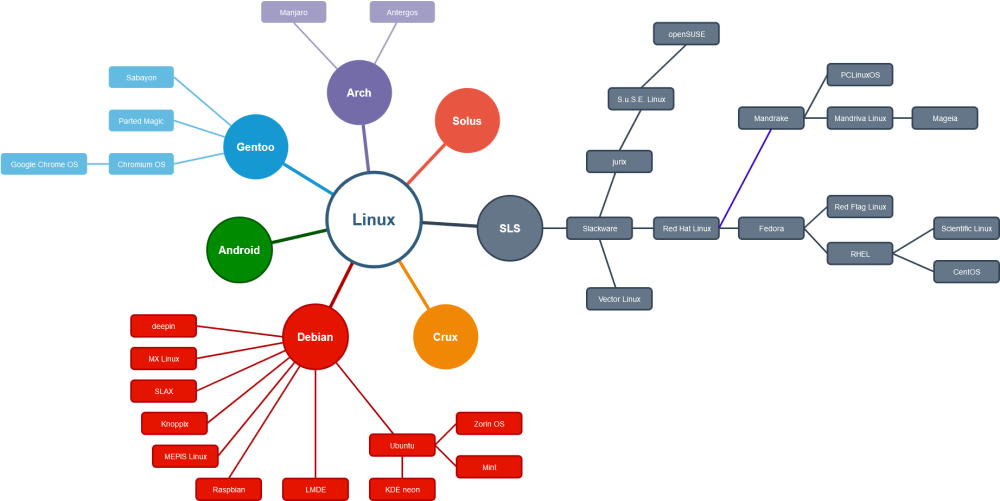 Manjaro
Antergos
openSUSE
Sabayon
Arch
Solus
S.u.S.E. Linux
PCLinuxOS
Parted Magic
Gentoo
Mandrake
Mandriva Linux
Mageia
Google Chrome OS
Chromium OS
jurix
Linux
Android
SLS
Slackware
Red Hat Linux
Fedora
Red Flag Linux
Scientific Linux
RHEL
CentOS
Vector Linux
deepin
Debian
Crux
MX Linux
SLAX
Knoppix
Zorin OS
Ubuntu
MEPIS Linux
Mint
Raspbian
LMDE
KDE neon